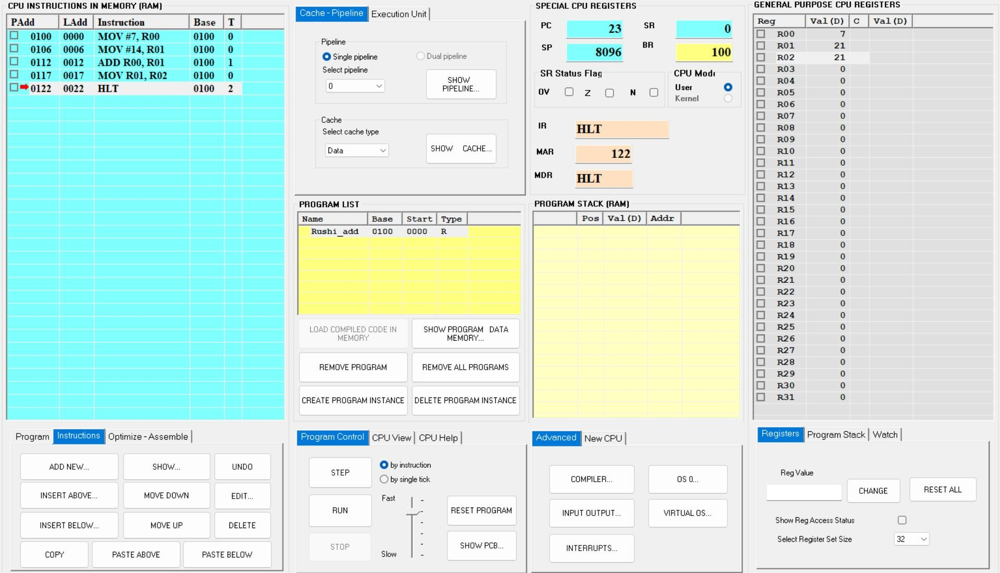 CPU INSTRUCTIONS IN MEMORY (RAM)
PAdd LAdd Instruction Base T
0100 0000 MOV #7, R00 0100 0
0106 0006 MOV #14, R01 0100 0
0112 0012 ADD R00, R01 0100 1
0117 0017 MOV R01, R02 0100 0
0122 0022 HLT 0100 2
Program Instructions Optimize - Assemble
ADD NEW... SHOW... UNDO
INSERT ABOVE... MOVE DOWN EDIT...
INSERT BELOW... MOVE UP DELETE
COPY PASTE ABOVE PASTE BELOW
Cache - Pipeline Execution Unit
Pipeline
Single pipeline Dual pipeline
Select pipeline
0
SHOW
PIPELINE...
Cache
Select cache type
Data
SHOW CACHE...
PROGRAM LIST
Name Base Start Type
Rushi_add 0100 0000 R
LOAD COMPILED CODE IN
MEMORY
SHOW PROGRAM DATA
MEMORY...
REMOVE PROGRAM REMOVE ALL PROGRAMS
CREATE PROGRAM INSTANCE DELETE PROGRAM INSTANCE
Program Control CPU View CPU Help
STEP
by instruction
by single tick
Fast
RUN
RESET PROGRAM
STOP
Slow
SHOW PCB...
SPECIAL CPU REGISTERS
PC 23 SR 0
SP 8096 BR 100
SR Status Flag
OV Z N
CPU Mode
User
Kernel
IR HLT
MAR 122
MDR HLT
PROGRAM STACK (RAM)
Pos Val(D) Addr
Advanced New CPU
COMPILER... OS 0...
INPUT OUTPUT... VIRTUAL OS...
INTERRUPTS...
GENERAL PURPOSE CPU REGISTERS
Reg Val(D) C Val(D)
R00 7
R01 21
R02 21
R03 0
R04 0
R05 0
R06 0
R07 0
R08 0
R09 0
R10 0
R11 0
R12 0
R13 0
R14 0
R15 0
R16 0
R17 0
R18 0
R19 0
R20 0
R21 0
R22 0
R23 0
R24 0
R25 0
R26 0
R27 0
R28 0
R29 0
R30 0
R31 0
Registers Program Stack Watch
Reg Value
CHANGE RESET ALL
Show Reg Access Status
Select Register Set Size 32